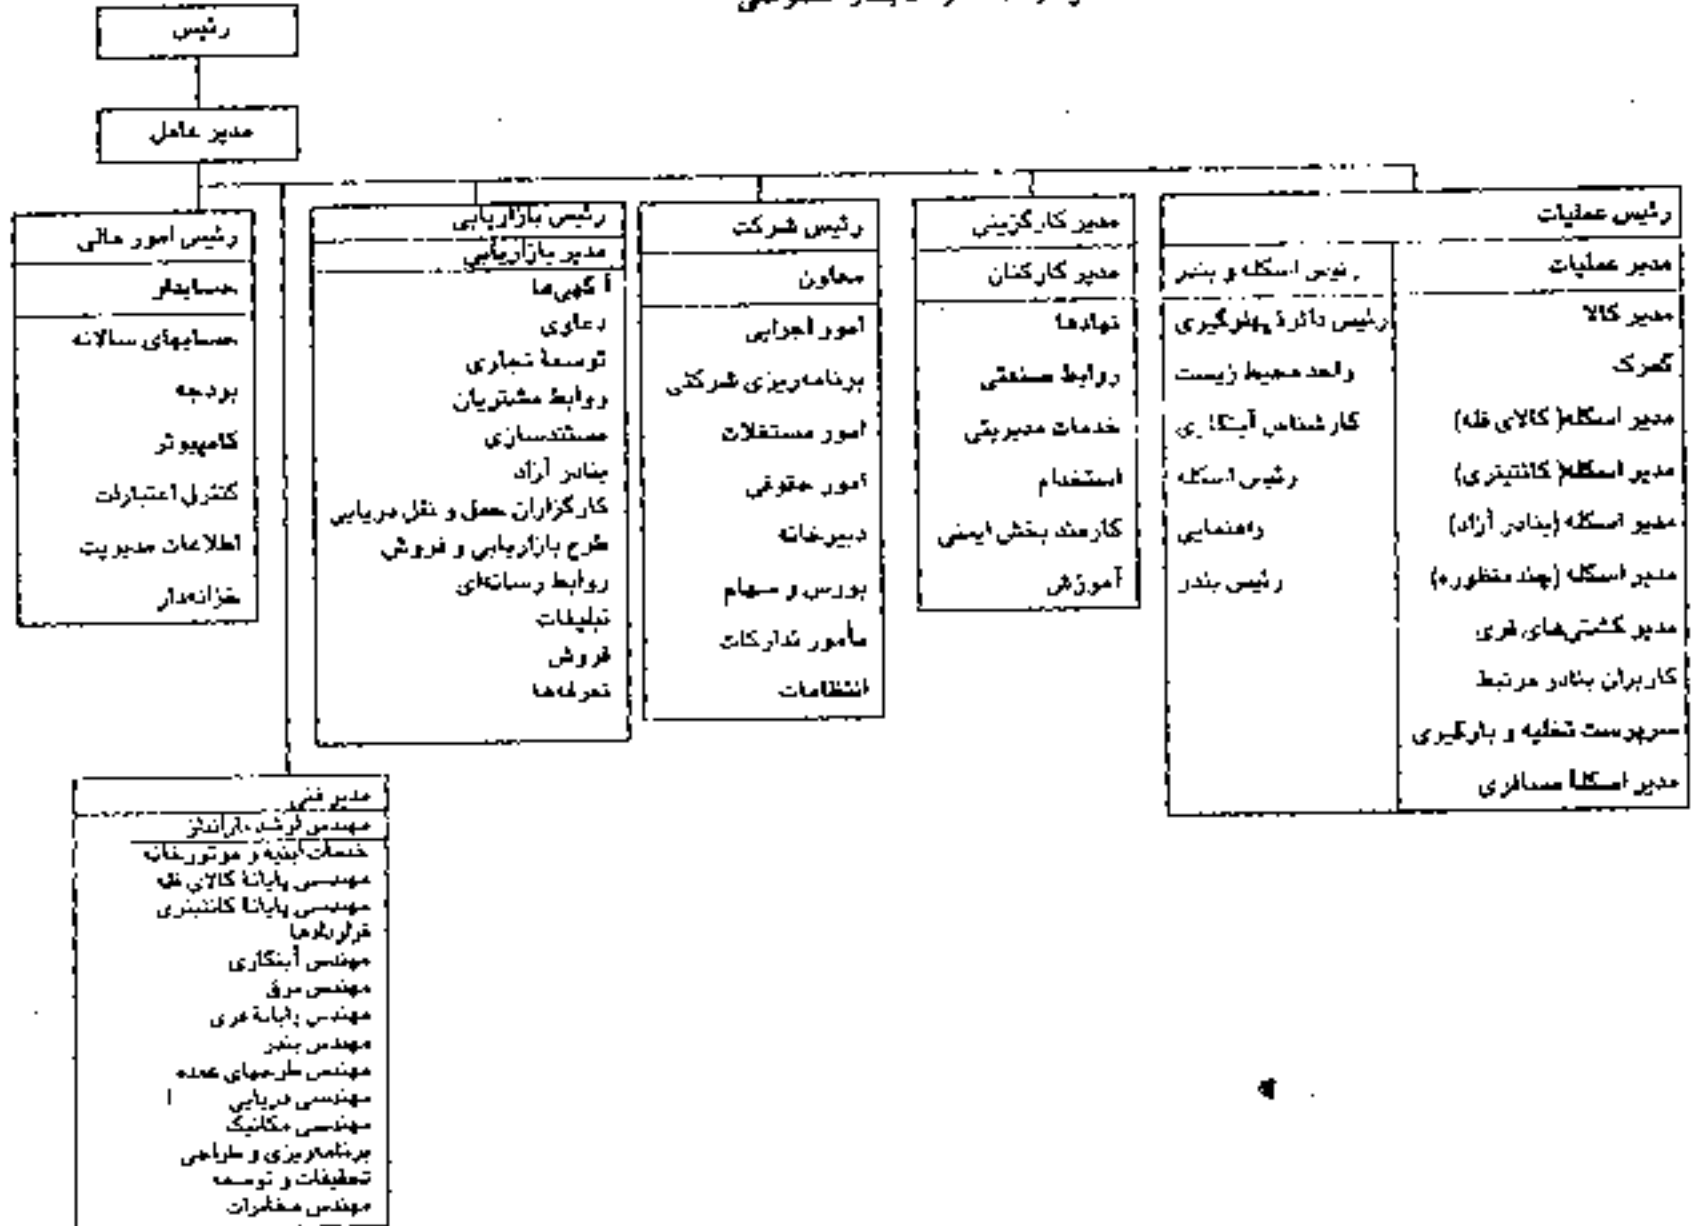 رئیس
مدیر عامل
رئیس عملیات
مدیر عملیات
مدیر کالا
گمرک
مدیر اسکله (کالای فله)
مدیر اسکله (کانتینری)
مدیر اسکله (بنادر آزاد)
مدیر اسکله (چند منظوره)
مدیر کشتی‌های فری
کاربران بنادر مرتبط
سرپرست تخلیه و بارگیری
مدیر اسکلهٔ مسافری
رئیس اسکله و بندر
رئیس دائرهٔ پهلوگیری
واحد محیط زیست
کارشناس آبنگاری
رئیس اسکله
راهنمایی
رئیس بندر
مدیر کارگزینی
مدیر کارکنان
نهادها
روابط صنعتی
خدمات مدیریتی
استخدام
کارمند بخش ایمنی
آموزش
رئیس شرکت
معاون
امور اجرایی
برنامه‌ریزی شرکتی
امور مستغلات
امور حقوقی
دبیرخانه
بورس و سهام
مأمور تدارکات
انتظامات
رئیس بازاریابی
مدیر بازاریابی
آگهی‌ها
دعاوی
توسعهٔ تجاری
روابط مشتریان
مستندسازی
بنادر آزاد
کارگزاران حمل و نقل دریایی
طرح بازاریابی و فروش
روابط رسانه‌ای
تبلیغات
فروش
تعرفه‌ها
رئیس امور مالی
حسابدار
حسابهای سالانه
بودجه
کامپیوتر
کنترل اعتبارات
اطلاعات مدیریت
خزانه‌دار
مدیر فنی
مهندس ارشد
خدمات ابنیه و موتورخانه
مهندسی پایانهٔ کالای فله
مهندسی پایانهٔ کانتینری
قراردادها
مهندس آبنگاری
مهندس برق
مهندس پایانهٔ فری
مهندس بندر
مهندس طرحهای عمده
مهندسی دریایی
مهندسی مکانیک
برنامه‌ریزی و طراحی
تحقیقات و توسعه
مهندس مخابرات